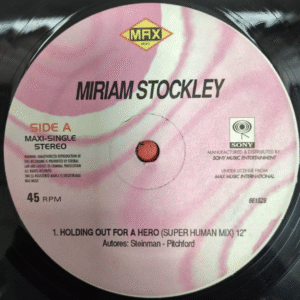 MAX
MUSIC
MIRIAM STOCKLEY
SIDE A
MAXI-SINGLE
STEREO
SONY
MANUFACTURED & DISTRIBUTED BY
SONY MUSIC ENTERTAINMENT
UNDER LICENSE FROM
MAX MUSIC INTERNATIONAL
45 RPM
1. HOLDING OUT FOR A HERO (SUPER HUMAN MIX) 12"
Autores: Steinman - Pitchford